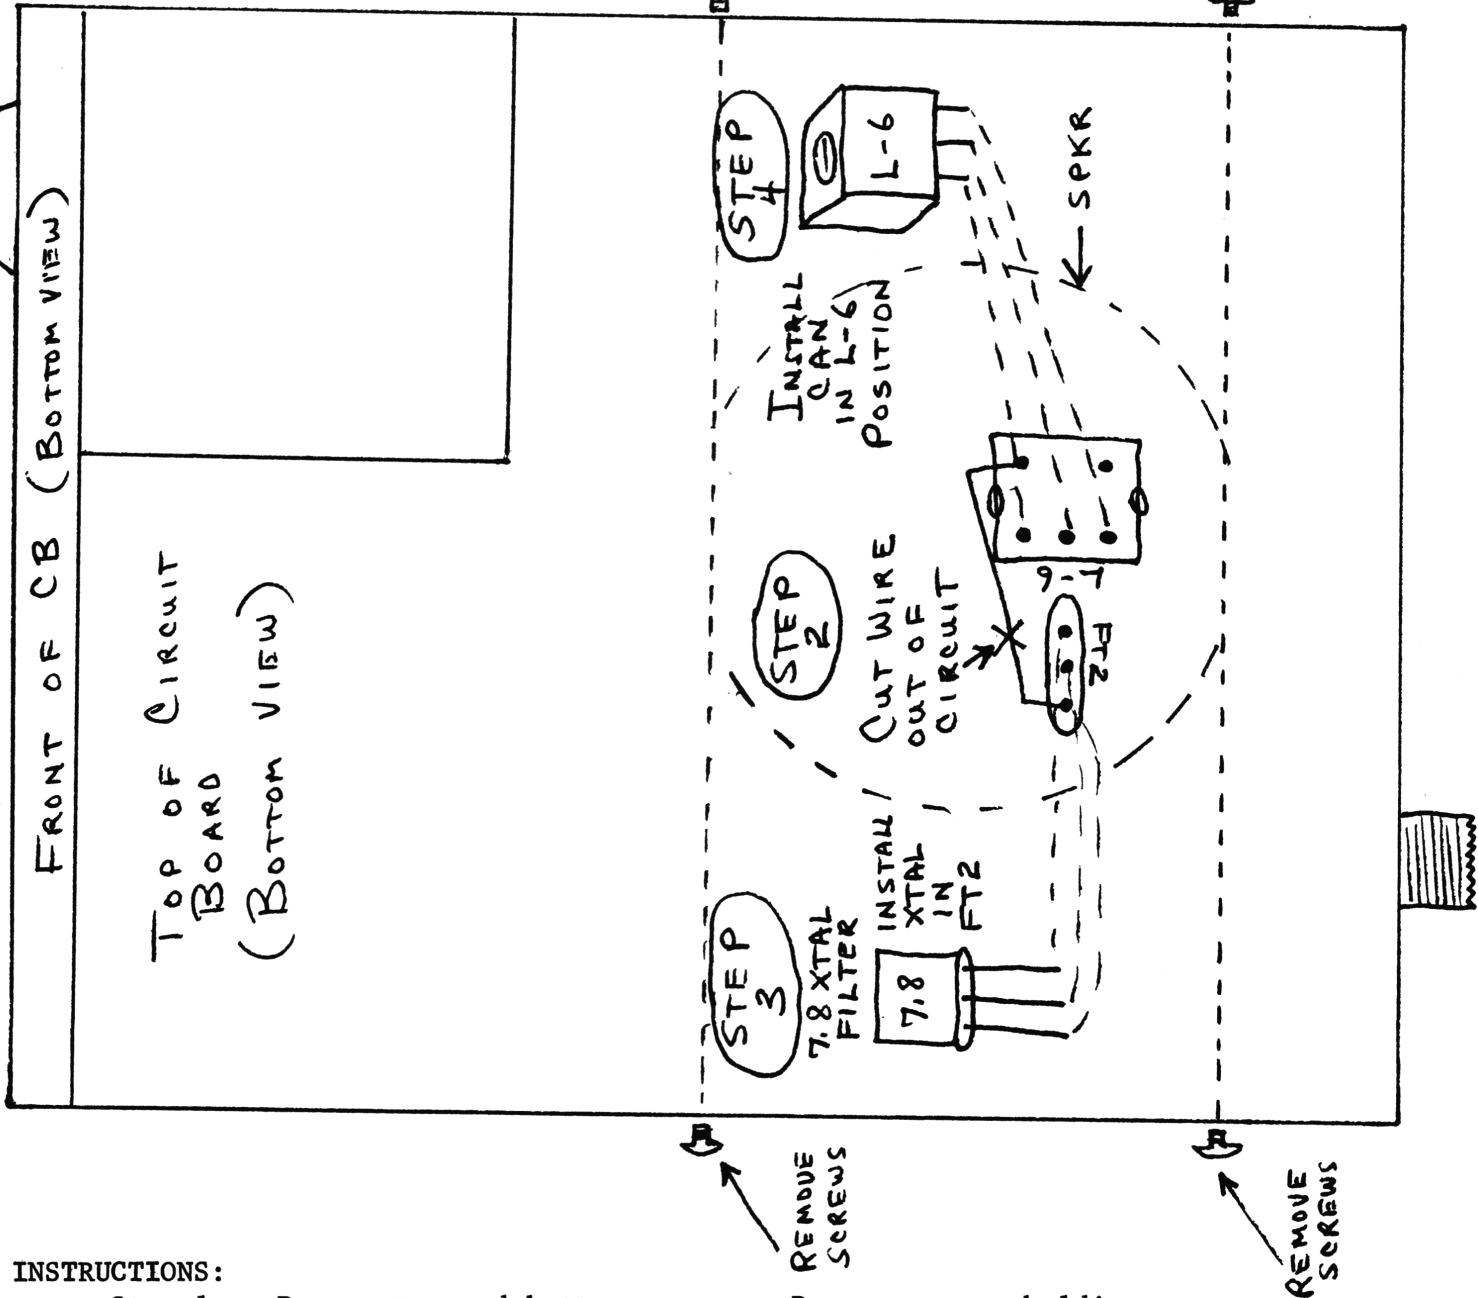 FRONT OF CB (BOTTOM VIEW)
TOP OF CIRCUIT
BOARD
(BOTTOM VIEW)
STEP
4
L-6
SPKR
INSTALL
CAN
IN L-6
POSITION
STEP
2
CUT WIRE
OUT OF
CIRCUIT
L-6
FT2
STEP
3
7.8 XTAL
FILTER
7.8
INSTALL
XTAL
IN
FT2
REMOVE
SCREWS
REMOVE
SCREWS
INSTRUCTIONS: